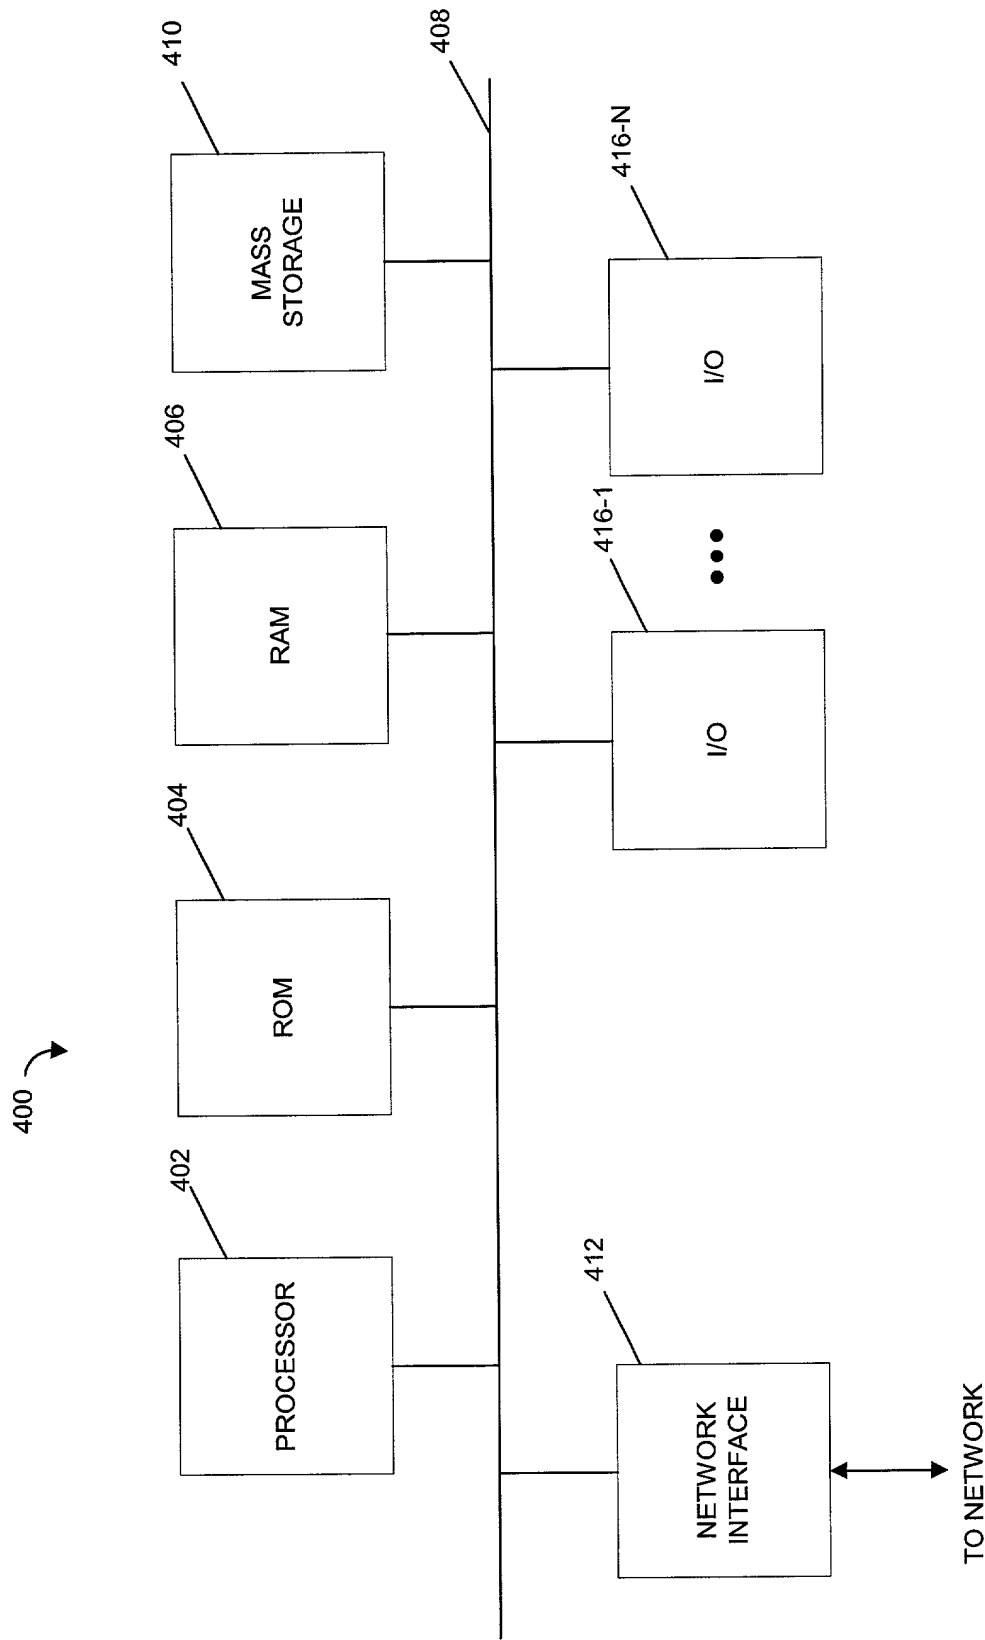 400
402
404
406
410
PROCESSOR
ROM
RAM
MASS
STORAGE
408
412
416-1
416-N
NETWORK
INTERFACE
I/O
I/O
TO NETWORK